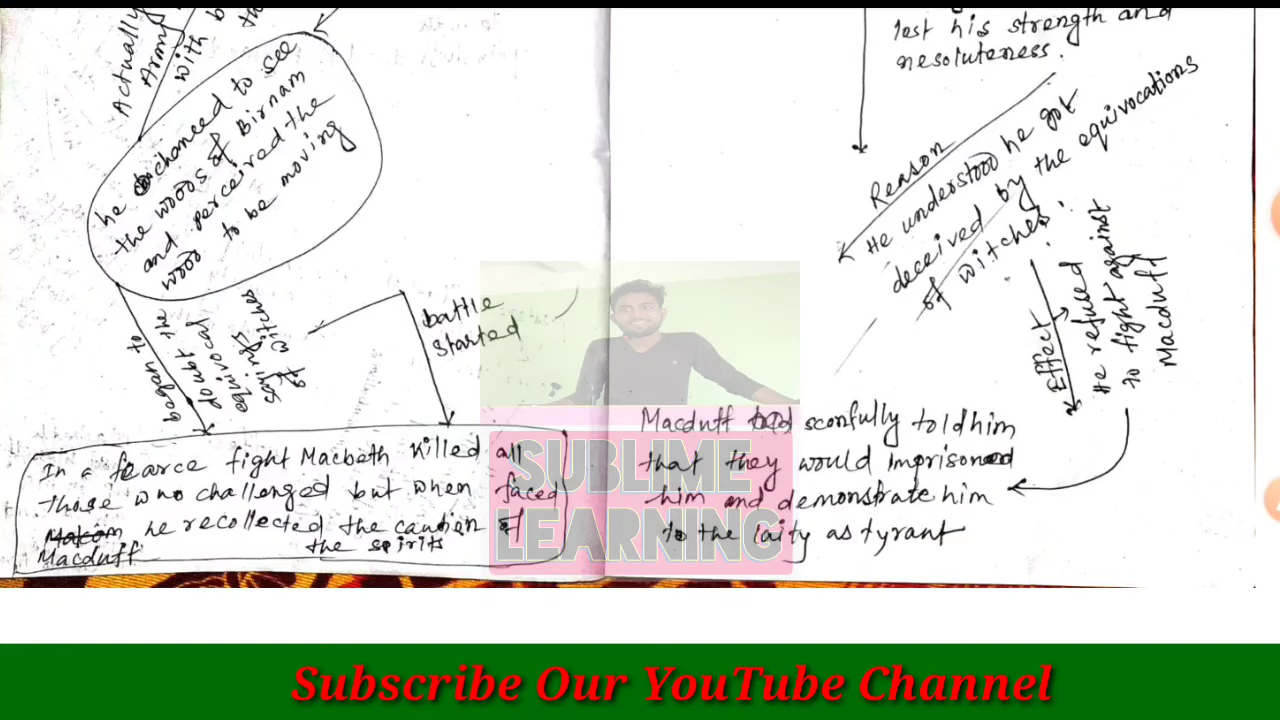 Actually
Army
with b
th
he chanced to see
the woods of Birnam
and perceived the
wood to be moving
began to
doubt the
equivocal
sayings
of witches
battle
started
In a fearce fight Macbeth killed all
those who challenged but when faced
Malcom he recollected the caution of
Macduff the spirits
lost his strength and
resoluteness.
Reason
He understood he got
deceived by the equivocations
of witches.
Effect
He refused
to fight against
Macduff
Macduff sconfully told him
that they would imprisoned
him and demonstrate him
to the laity as tyrant
SUBLIME
LEARNING
Subscribe Our YouTube Channel